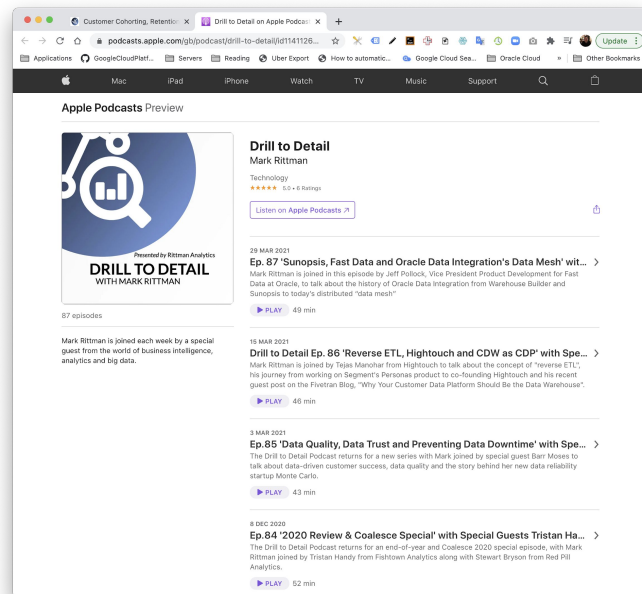 Customer Cohorting, Retention
Drill to Detail on Apple Podcast
podcasts.apple.com/gb/podcast/drill-to-detail/id1141126...
Update
Applications
GoogleCloudPlatf...
Servers
Reading
Uber Export
How to automatic...
Google Cloud Sea...
Oracle Cloud
»
Other Bookmarks
Mac
iPad
iPhone
Watch
TV
Music
Support
Apple Podcasts Preview
Presented by Rittman Analytics
DRILL TO DETAIL
WITH MARK RITTMAN
87 episodes
Mark Rittman is joined each week by a special
guest from the world of business intelligence,
analytics and big data.
Drill to Detail
Mark Rittman
Technology
★★★★★ 5.0 • 6 Ratings
Listen on Apple Podcasts ↗
29 MAR 2021
Ep. 87 'Sunopsis, Fast Data and Oracle Data Integration's Data Mesh' wit...
Mark Rittman is joined in this episode by Jeff Pollock, Vice President Product Development for Fast
Data at Oracle, to talk about the history of Oracle Data Integration from Warehouse Builder and
Sunopsis to today's distributed "data mesh"
PLAY 49 min
15 MAR 2021
Drill to Detail Ep. 86 'Reverse ETL, Hightouch and CDW as CDP' with Spe...
Mark Rittman is joined by Tejas Manohar from Hightouch to talk about the concept of "reverse ETL",
his journey from working on Segment's Personas product to co-founding Hightouch and his recent
guest post on the Fivetran Blog, "Why Your Customer Data Platform Should Be the Data Warehouse".
PLAY 46 min
3 MAR 2021
Ep.85 'Data Quality, Data Trust and Preventing Data Downtime' with Spe...
The Drill to Detail Podcast returns for a new series with Mark joined by special guest Barr Moses to
talk about data-driven customer success, data quality and the story behind her new data reliability
startup Monte Carlo.
PLAY 43 min
8 DEC 2020
Ep.84 '2020 Review & Coalesce Special' with Special Guests Tristan Ha...
The Drill to Detail Podcast returns for an end-of-year and Coalesce 2020 special episode, with Mark
Rittman joined by Tristan Handy from Fishtown Analytics along with Stewart Bryson from Red Pill
Analytics.
PLAY 52 min